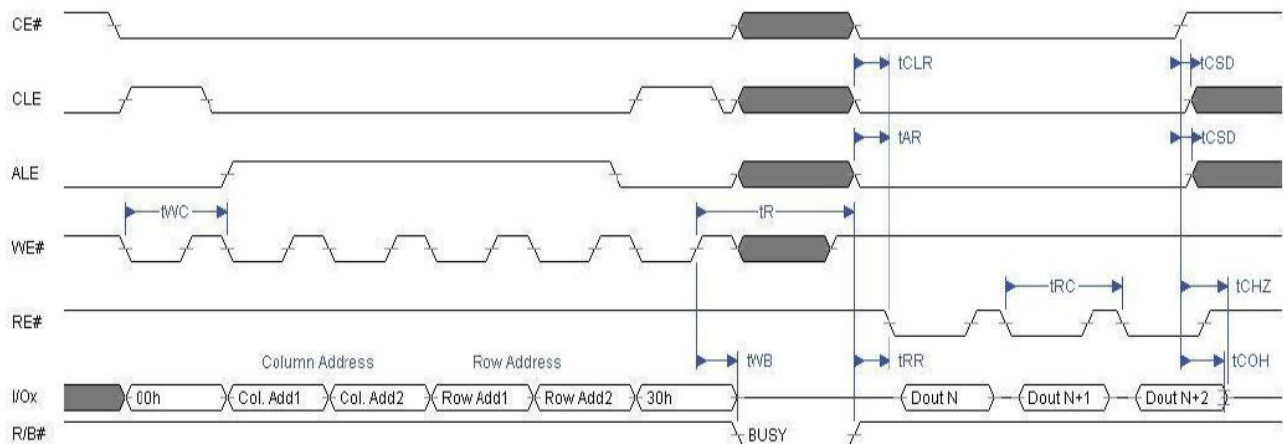 CE#
tCLR
tCSD
CLE
tAR
tCSD
ALE
tWC
tR
WE#
tRC
tCHZ
RE#
Column Address
Row Address
tWB
tRR
tCOH
I/Ox
00h
Col. Add1
Col. Add2
Row Add1
Row Add2
30h
Dout N
Dout N+1
Dout N+2
R/B#
BUSY